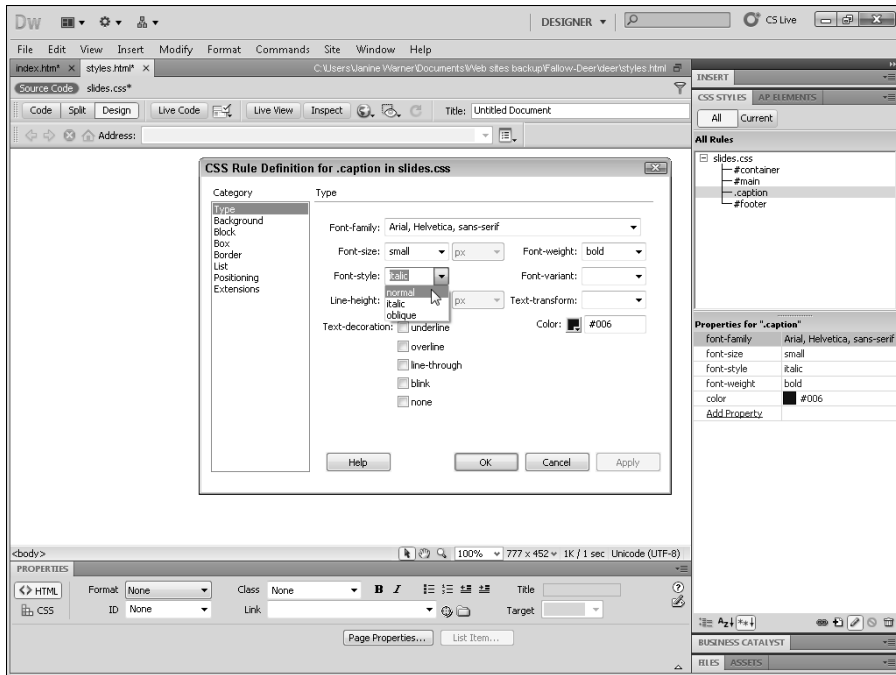 Dw DESIGNER CS Live
File Edit View Insert Modify Format Commands Site Window Help
index.htm* × styles.html* × C:\Users\Janine Warner\Documents\Web sites backup\Fallow-Deer\deer\styles.html
Source Code slides.css*
Code Split Design Live Code Live View Inspect Title: Untitled Document
Address:
CSS Rule Definition for .caption in slides.css
Category Type
Type
Background
Block
Box
Border
List
Positioning
Extensions
Font-family: Arial, Helvetica, sans-serif
Font-size: small px Font-weight: bold
Font-style: italic Font-variant:
normal
italic
oblique
Line-height: px Text-transform:
Text-decoration: underline Color: #006
overline
line-through
blink
none
Help OK Cancel Apply
INSERT
CSS STYLES AP ELEMENTS
All Current
All Rules
slides.css
#container
#main
.caption
#footer
Properties for ".caption"
font-family Arial, Helvetica, sans-serif
font-size small
font-style italic
font-weight bold
color #006
Add Property
<body> 100% 777 x 452 1K / 1 sec Unicode (UTF-8)
PROPERTIES
<> HTML Format None Class None B I Title
CSS ID None Link Target
Page Properties... List Item...
BUSINESS CATALYST
FILES ASSETS